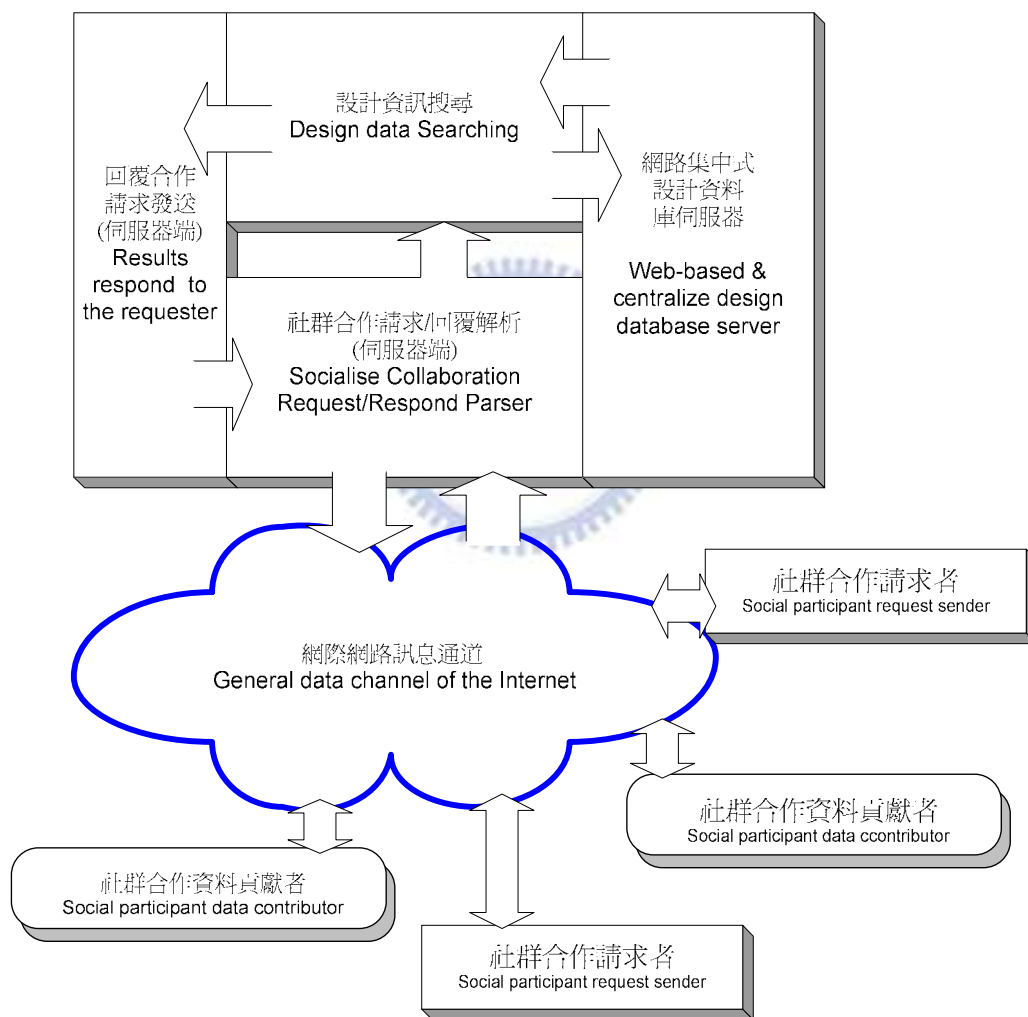 設計資訊搜尋
Design data Searching
回覆合作
請求發送
(伺服器端)
Results
respond to
the requester
網路集中式
設計資料
庫伺服器
Web-based &
centralize design
database server
社群合作請求/回覆解析
(伺服器端)
Socialise Collaboration
Request/Respond Parser
社群合作請求者
Social participant request sender
網際網路訊息通道
General data channel of the Internet
社群合作資料貢獻者
Social participant data ccontributor
社群合作資料貢獻者
Social participant data contributor
社群合作請求者
Social participant request sender